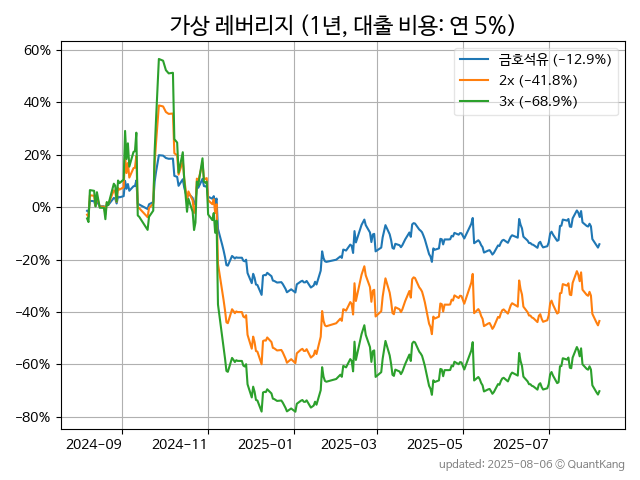 가상 레버리지 (1년, 대출 비용: 연 5%)
금호석유 (−12.9%)
2x (−41.8%)
3x (−68.9%)
60%
40%
20%
0%
−20%
−40%
−60%
−80%
2024-09
2024-11
2025-01
2025-03
2025-05
2025-07
updated: 2025-08-06 © QuantKang